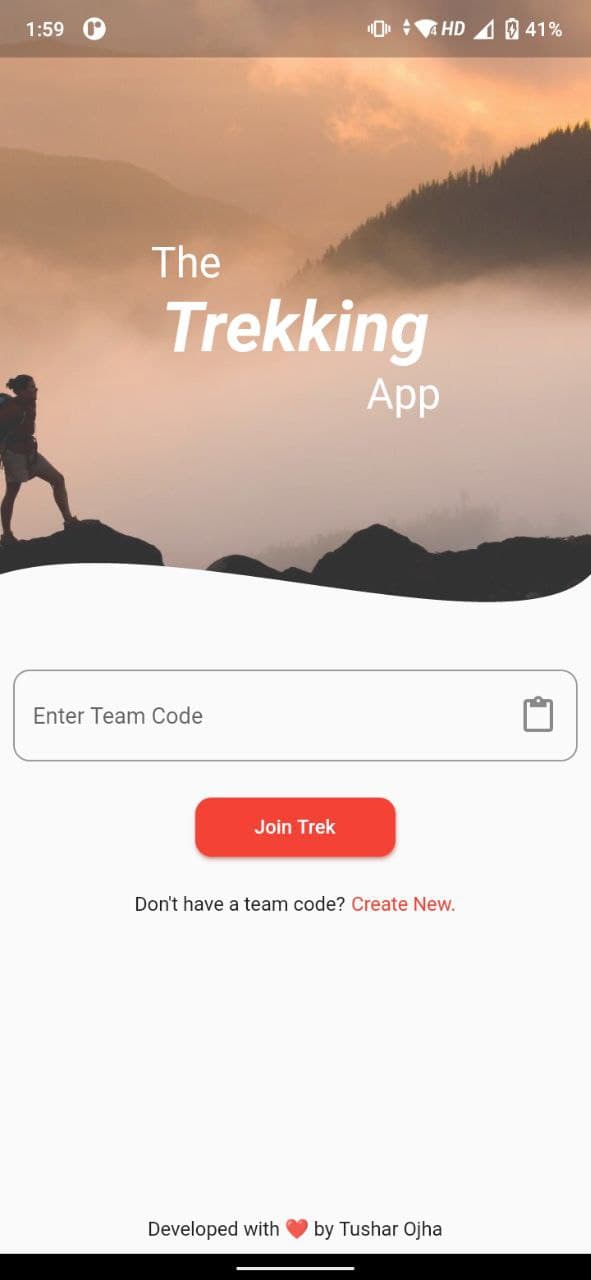 1:59
4 HD 41%
The
Trekking
App
Enter Team Code
Join Trek
Don't have a team code? Create New.
Developed with ❤️ by Tushar Ojha